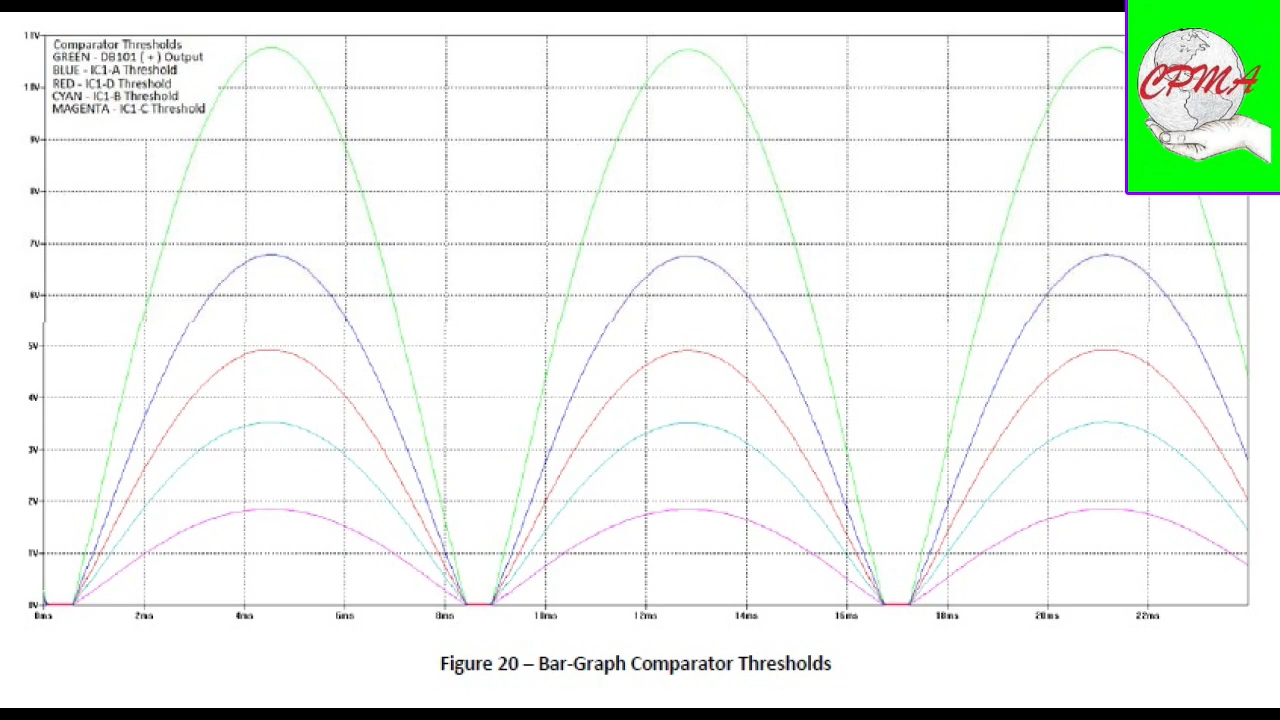 Comparator Thresholds
GREEN - DB101 ( + ) Output
BLUE - IC1-A Threshold
RED - IC1-D Threshold
CYAN - IC1-B Threshold
MAGENTA - IC1-C Threshold
CPMA
11V
10V
9V
8V
7V
6V
5V
4V
3V
2V
1V
0V
0ms 2ms 4ms 6ms 8ms 10ms 12ms 14ms 16ms 18ms 20ms 22ms
Figure 20 – Bar-Graph Comparator Thresholds